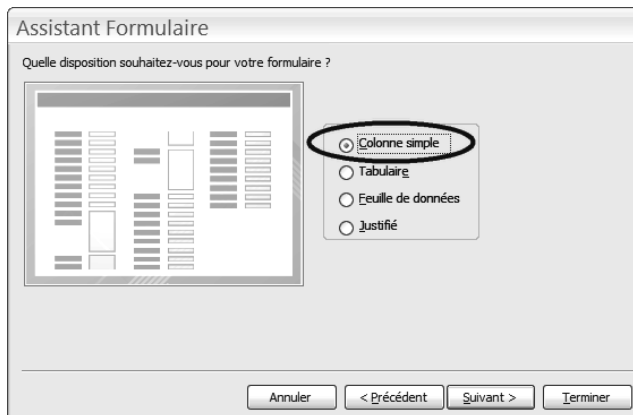 Assistant Formulaire
Quelle disposition souhaitez-vous pour votre formulaire ?
Colonne simple
Tabulaire
Feuille de données
Justifié
Annuler
< Précédent
Suivant >
Terminer